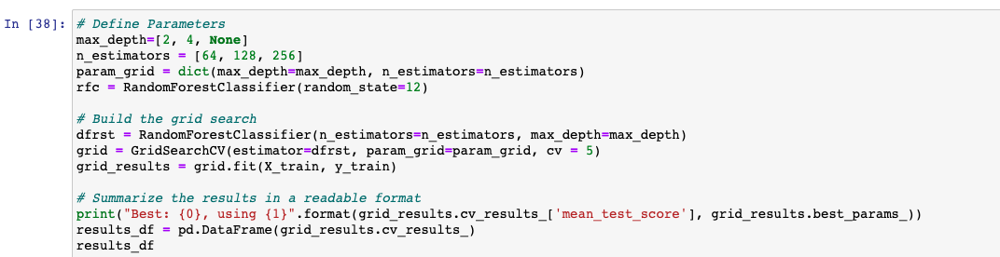 In [38]: # Define Parameters
max_depth=[2, 4, None]
n_estimators = [64, 128, 256]
param_grid = dict(max_depth=max_depth, n_estimators=n_estimators)
rfc = RandomForestClassifier(random_state=12)
# Build the grid search
dfrst = RandomForestClassifier(n_estimators=n_estimators, max_depth=max_depth)
grid = GridSearchCV(estimator=dfrst, param_grid=param_grid, cv = 5)
grid_results = grid.fit(X_train, y_train)
# Summarize the results in a readable format
print("Best: {0}, using {1}".format(grid_results.cv_results_['mean_test_score'], grid_results.best_params_))
results_df = pd.DataFrame(grid_results.cv_results_)
results_df